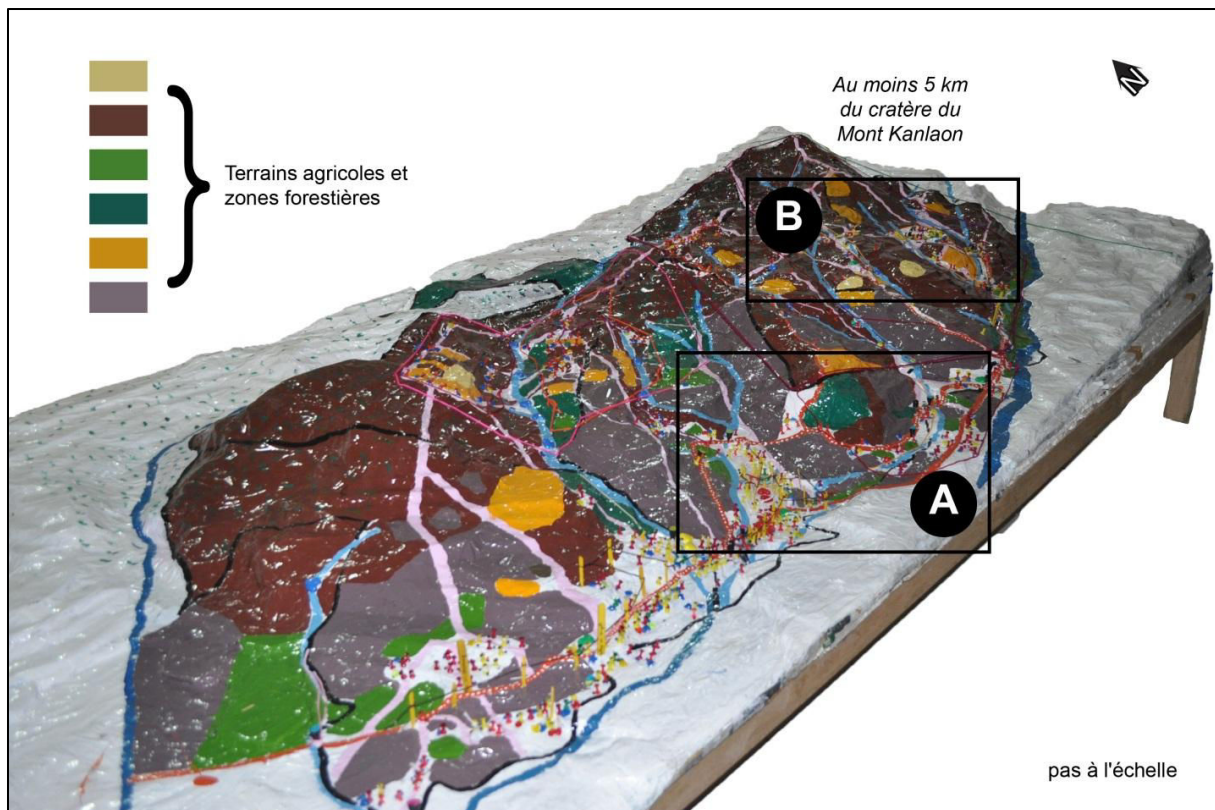 Au moins 5 km
du cratère du
Mont Kanlaon
N
Terrains agricoles et
zones forestières
B
A
pas à l'échelle